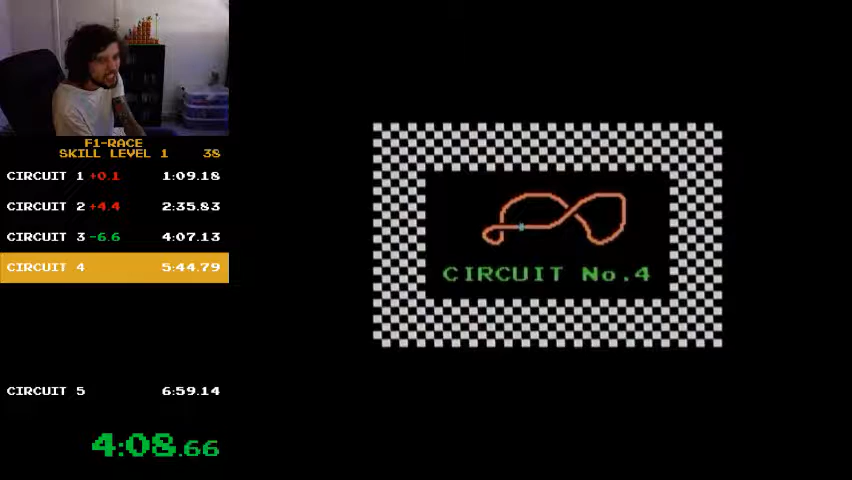 F1-RACE
SKILL LEVEL 1 38
CIRCUIT 1 +0.1 1:09.18
CIRCUIT 2 +4.4 2:35.83
CIRCUIT 3 -6.6 4:07.13
CIRCUIT 4 5:44.79
CIRCUIT 5 6:59.14
4:08.66
CIRCUIT No.4